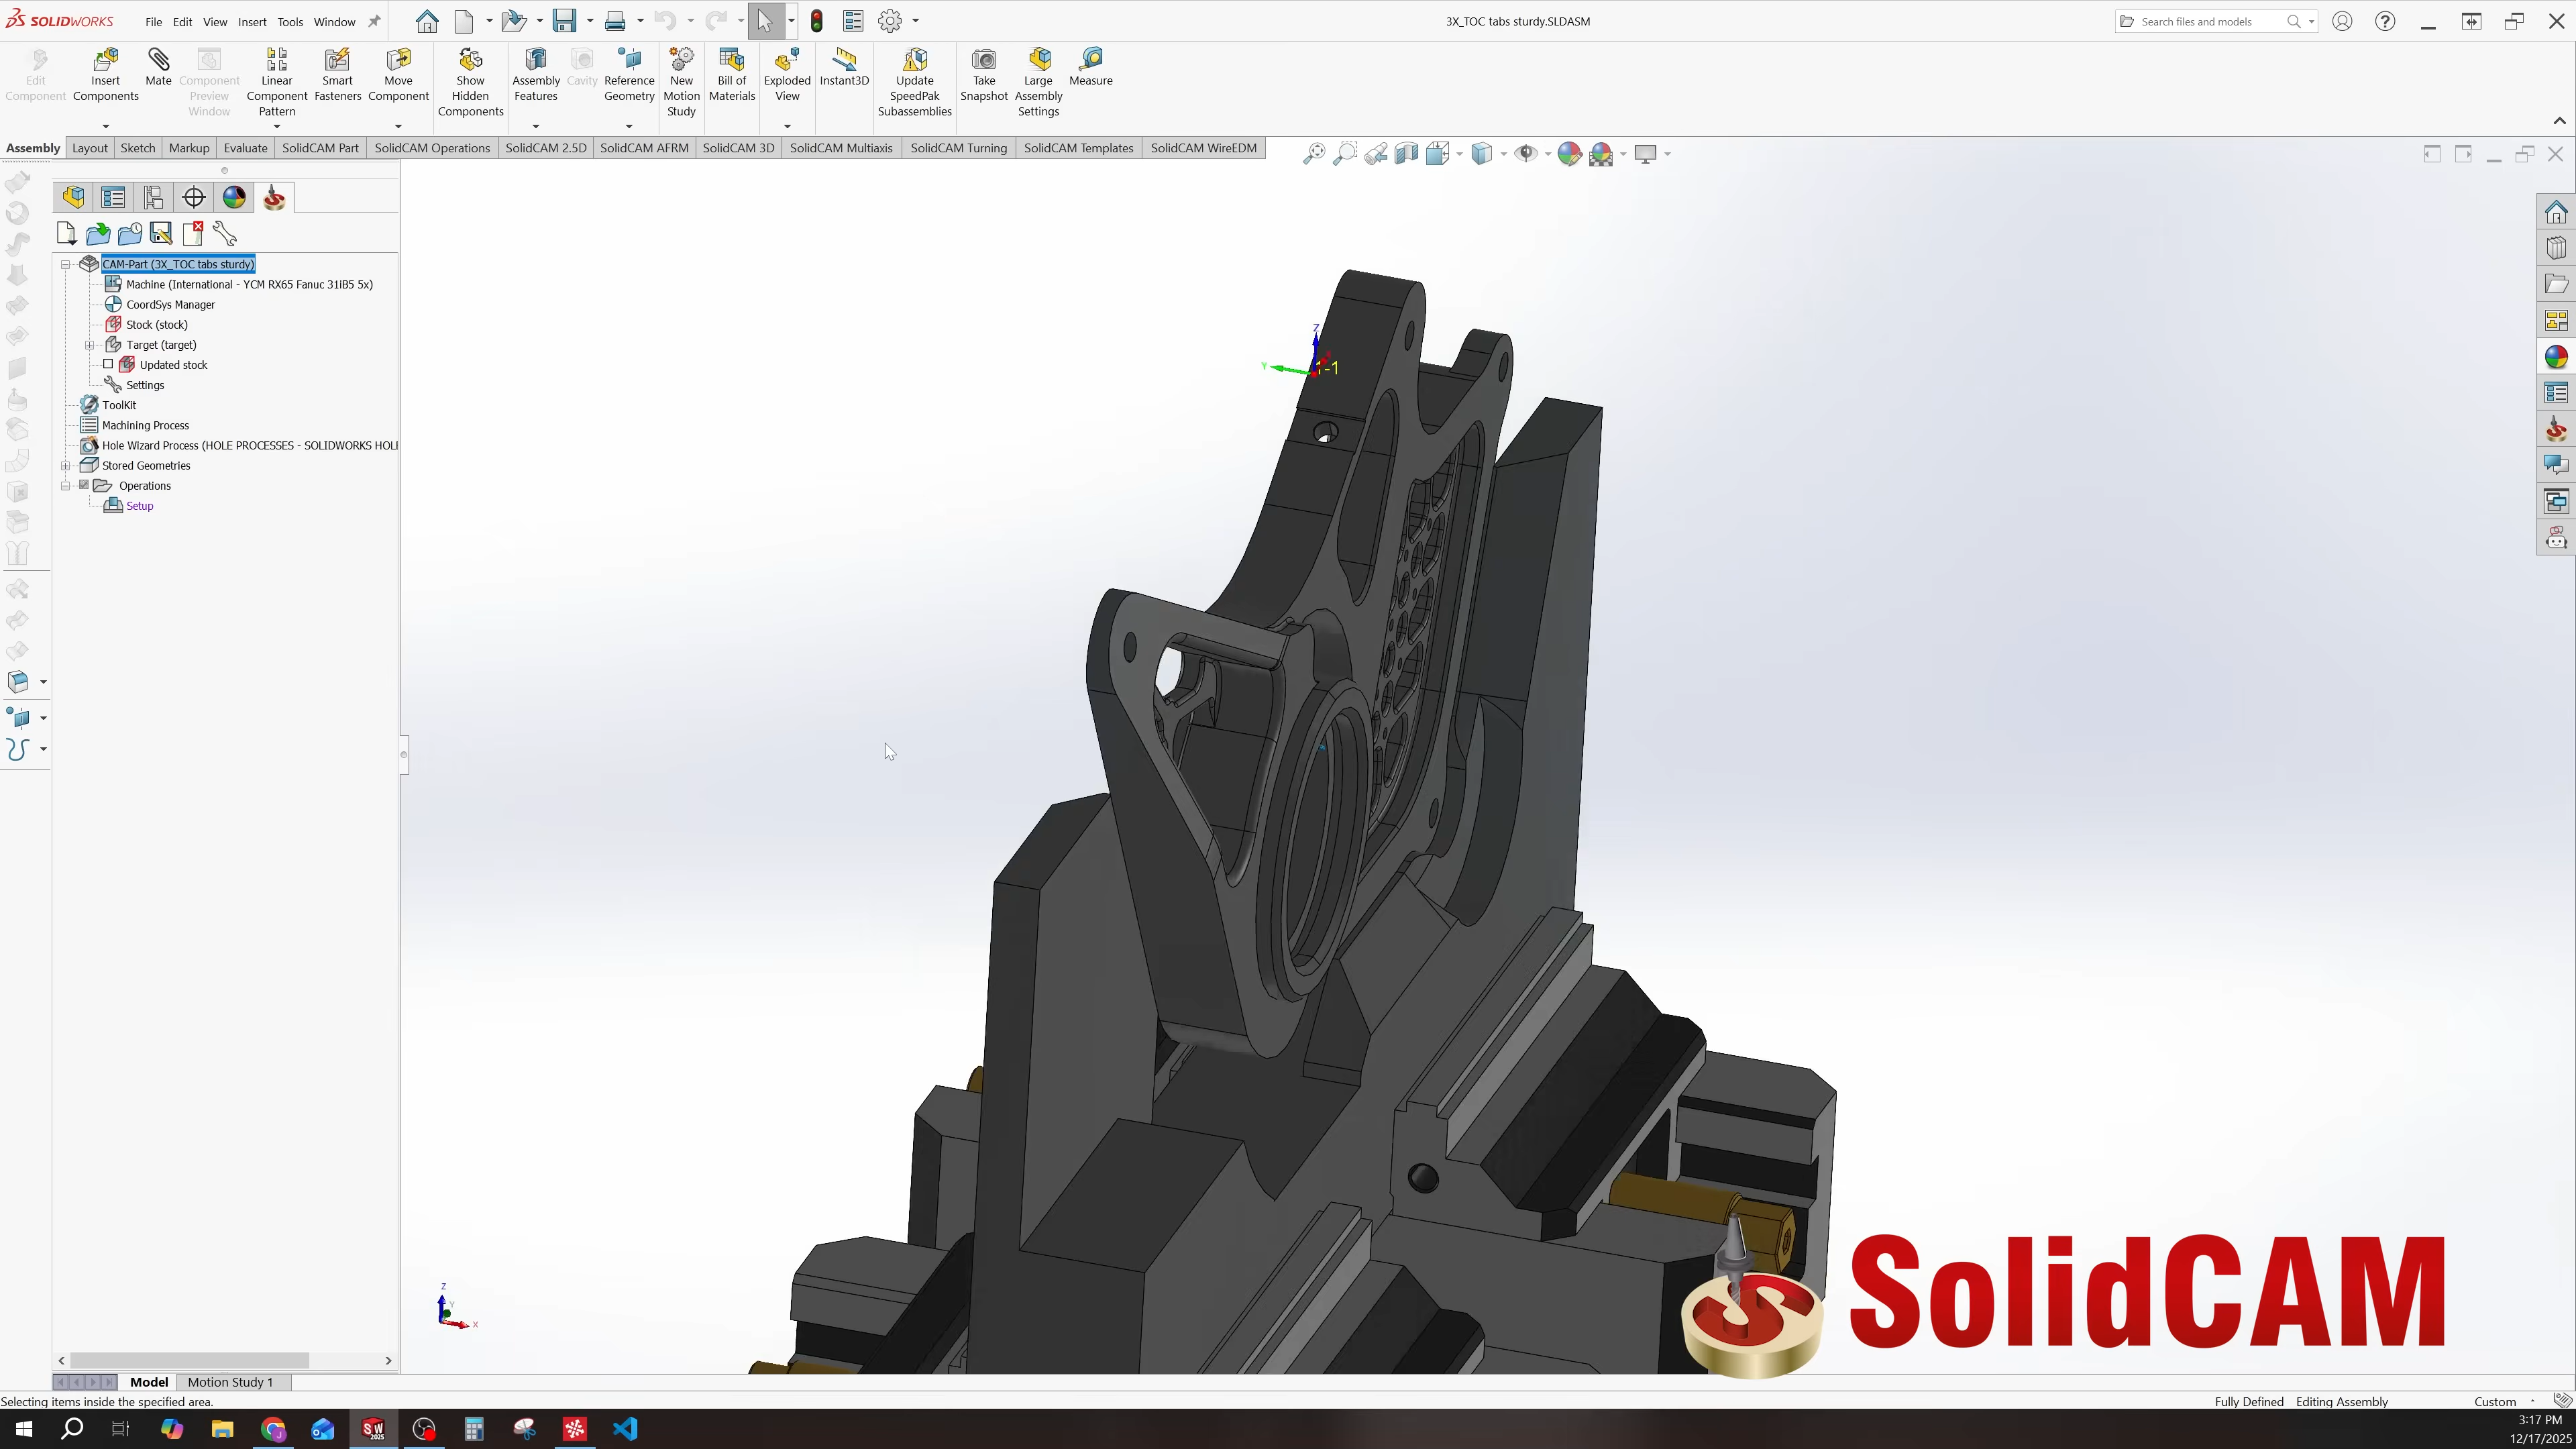 SOLIDWORKS File Edit View Insert Tools Window 3X_TOC tabs sturdy.SLDASM Search files and models
Edit Component
Insert Components
Mate
Component Preview Window
Linear Component Pattern
Smart Fasteners
Move Component
Show Hidden Components
Assembly Features
Cavity
Reference Geometry
New Motion Study
Bill of Materials
Exploded View
Instant3D
Update SpeedPak Subassemblies
Take Snapshot
Large Assembly Settings
Measure
Assembly Layout Sketch Markup Evaluate SolidCAM Part SolidCAM Operations SolidCAM 2.5D SolidCAM AFRM SolidCAM 3D SolidCAM Multiaxis SolidCAM Turning SolidCAM Templates SolidCAM WireEDM
CAM-Part (3X_TOC tabs sturdy)
Machine (International - YCM RX65 Fanuc 31iB5 5x)
CoordSys Manager
Stock (stock)
Target (target)
Updated stock
Settings
ToolKit
Machining Process
Hole Wizard Process (HOLE PROCESSES - SOLIDWORKS HOL
Stored Geometries
Operations
Setup
Z
Y
1-1
Z
Y
X
SolidCAM
Model Motion Study 1
Selecting items inside the specified area. Fully Defined Editing Assembly Custom
SW 2025
3:17 PM
12/17/2025